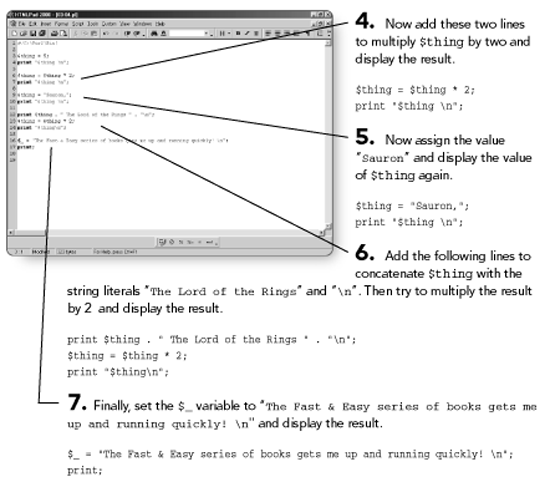 4. Now add these two lines
to multiply $thing by two and
display the result.
$thing = $thing * 2;
print "$thing \n";
5. Now assign the value
"Sauron" and display the value
of $thing again.
$thing = "Sauron,";
print "$thing \n";
6. Add the following lines to
concatenate $thing with the
string literals "The Lord of the Rings" and "\n". Then try to multiply the result
by 2 and display the result.
print $thing . " The Lord of the Rings " . "\n";
$thing = $thing * 2;
print "$thing\n";
7. Finally, set the $_ variable to "The Fast & Easy series of books gets me
up and running quickly! \n" and display the result.
$_ = "The Fast & Easy series of books gets me up and running quickly! \n";
print;